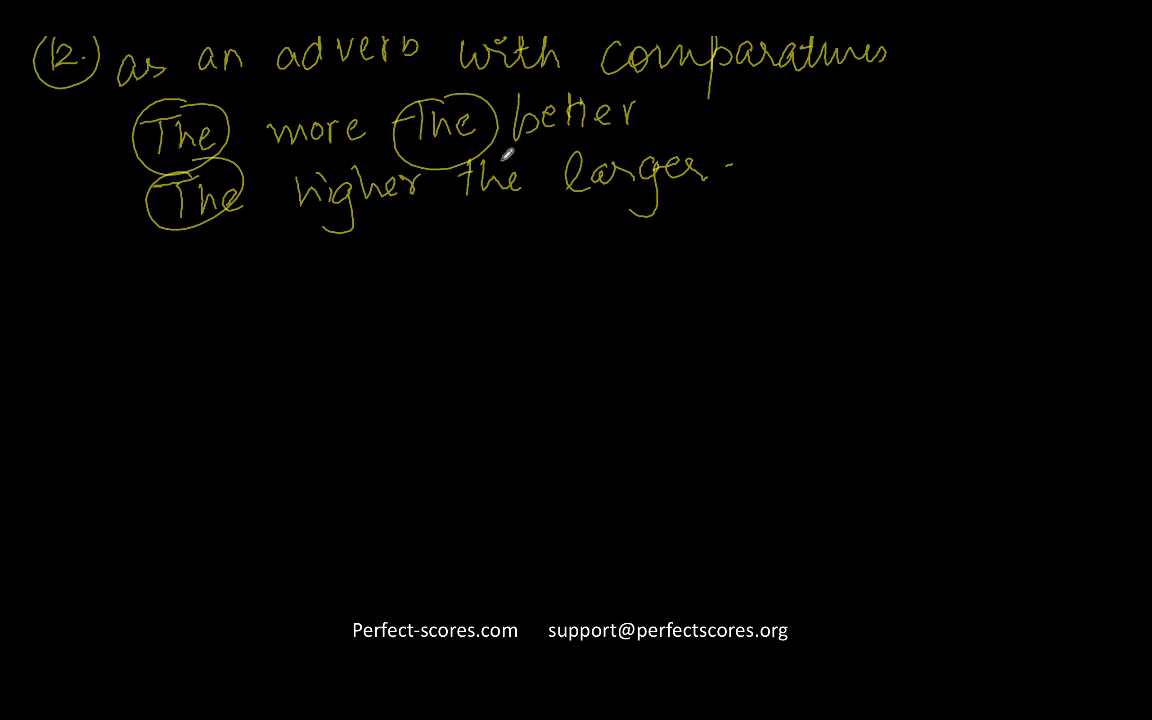 (12.) as an adverb with comparatives
The more The better
The higher the larger.
Perfect-scores.com support@perfectscores.org